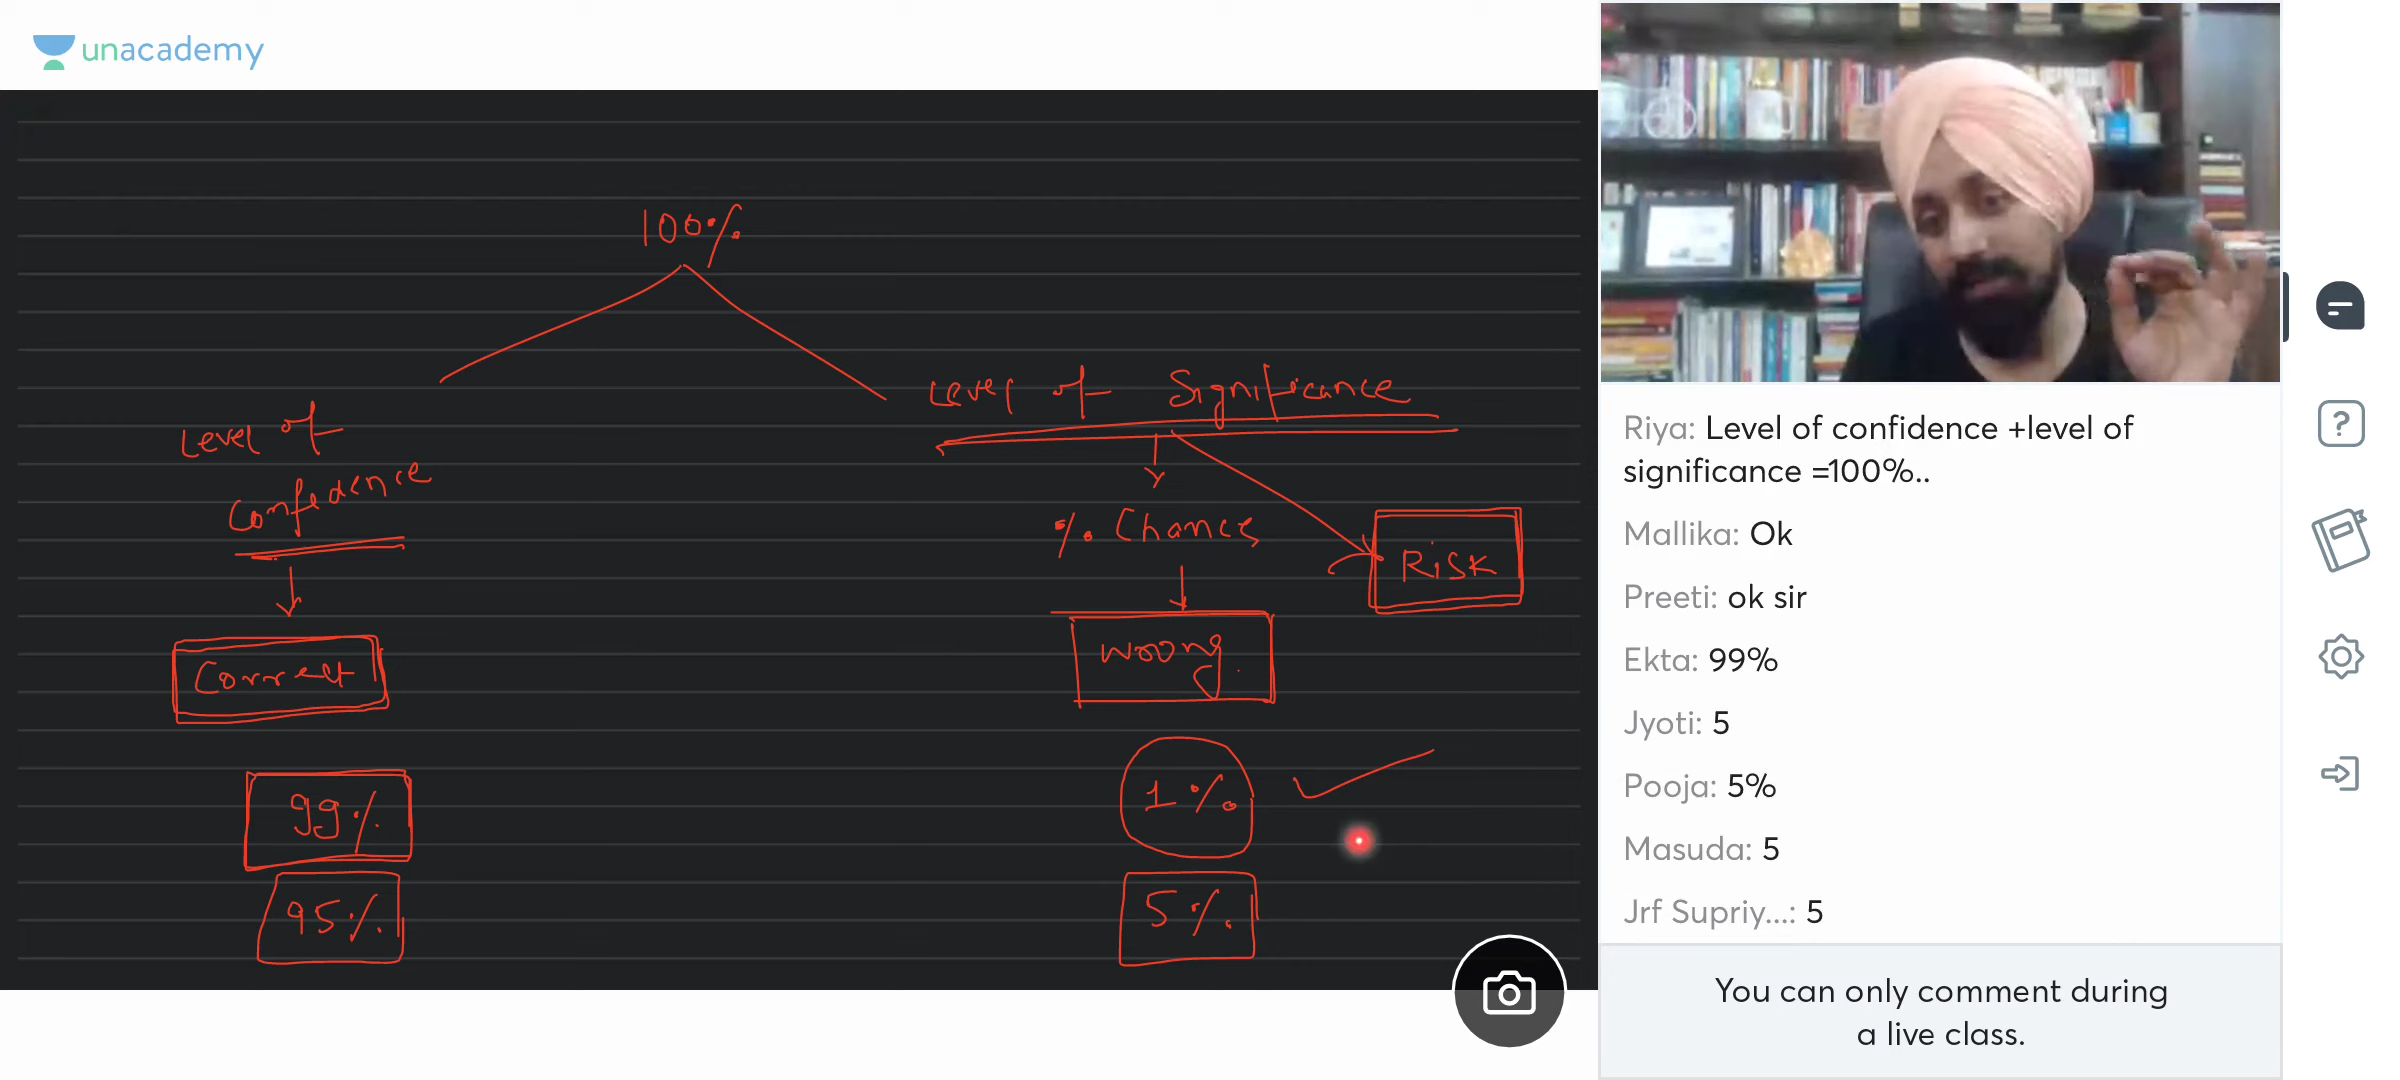 unacademy
100%
Level of
Confidence
Correct
99%
95%
Level of Significance
% Chance
Risk
Wrong
1%
5%
Riya: Level of confidence +level of
significance =100%..
Mallika: Ok
Preeti: ok sir
Ekta: 99%
Jyoti: 5
Pooja: 5%
Masuda: 5
Jrf Supriy...: 5
You can only comment during
a live class.